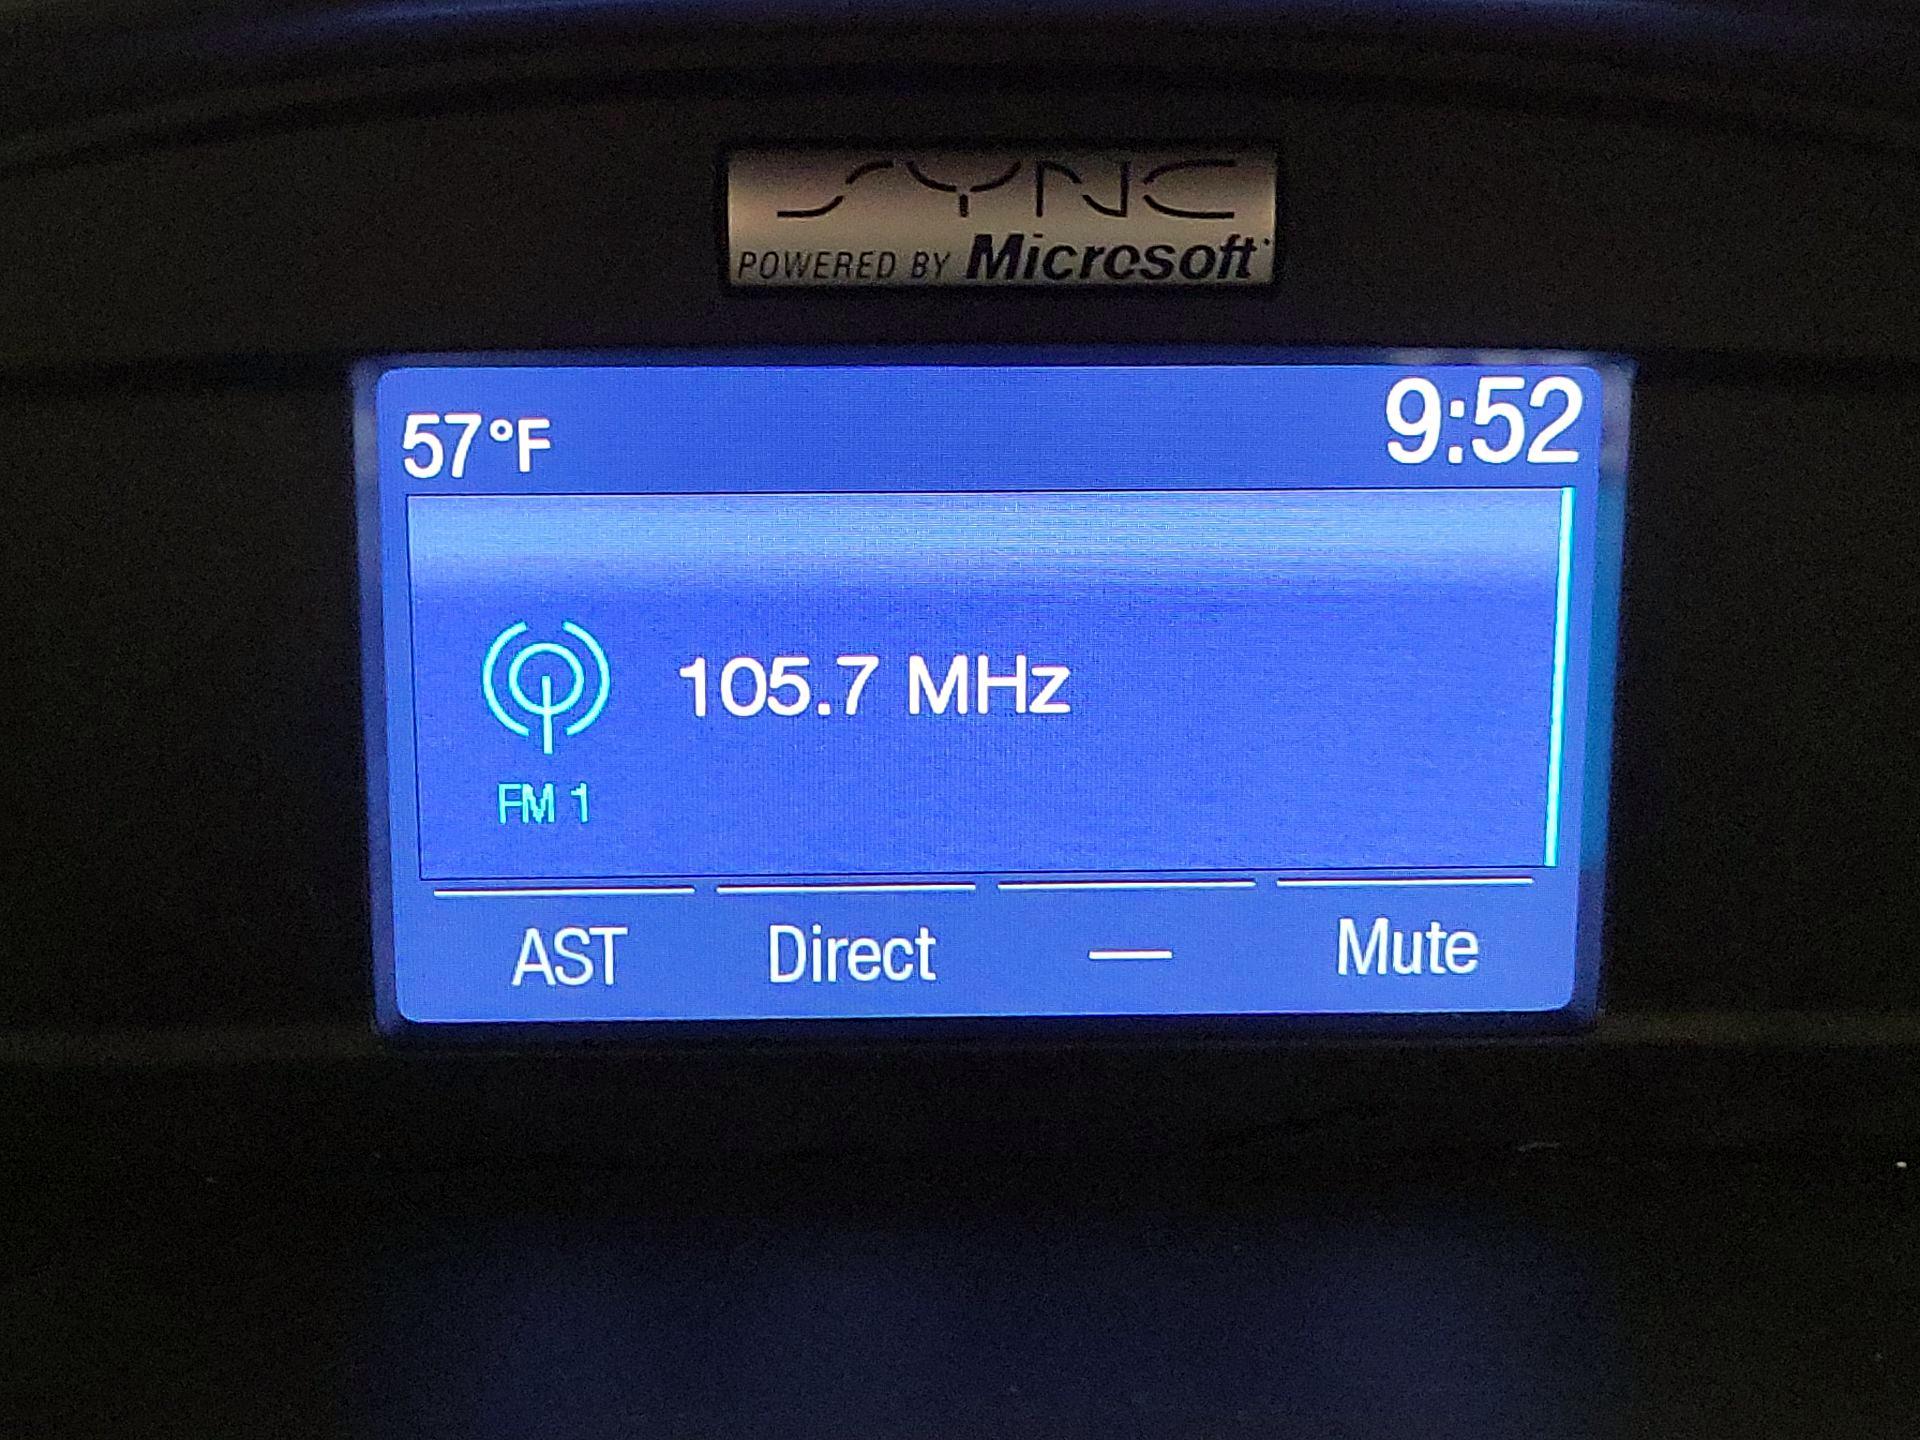 SYNC
POWERED BY Microsoft
57°F 9:52
105.7 MHz
FM 1
AST Direct — Mute